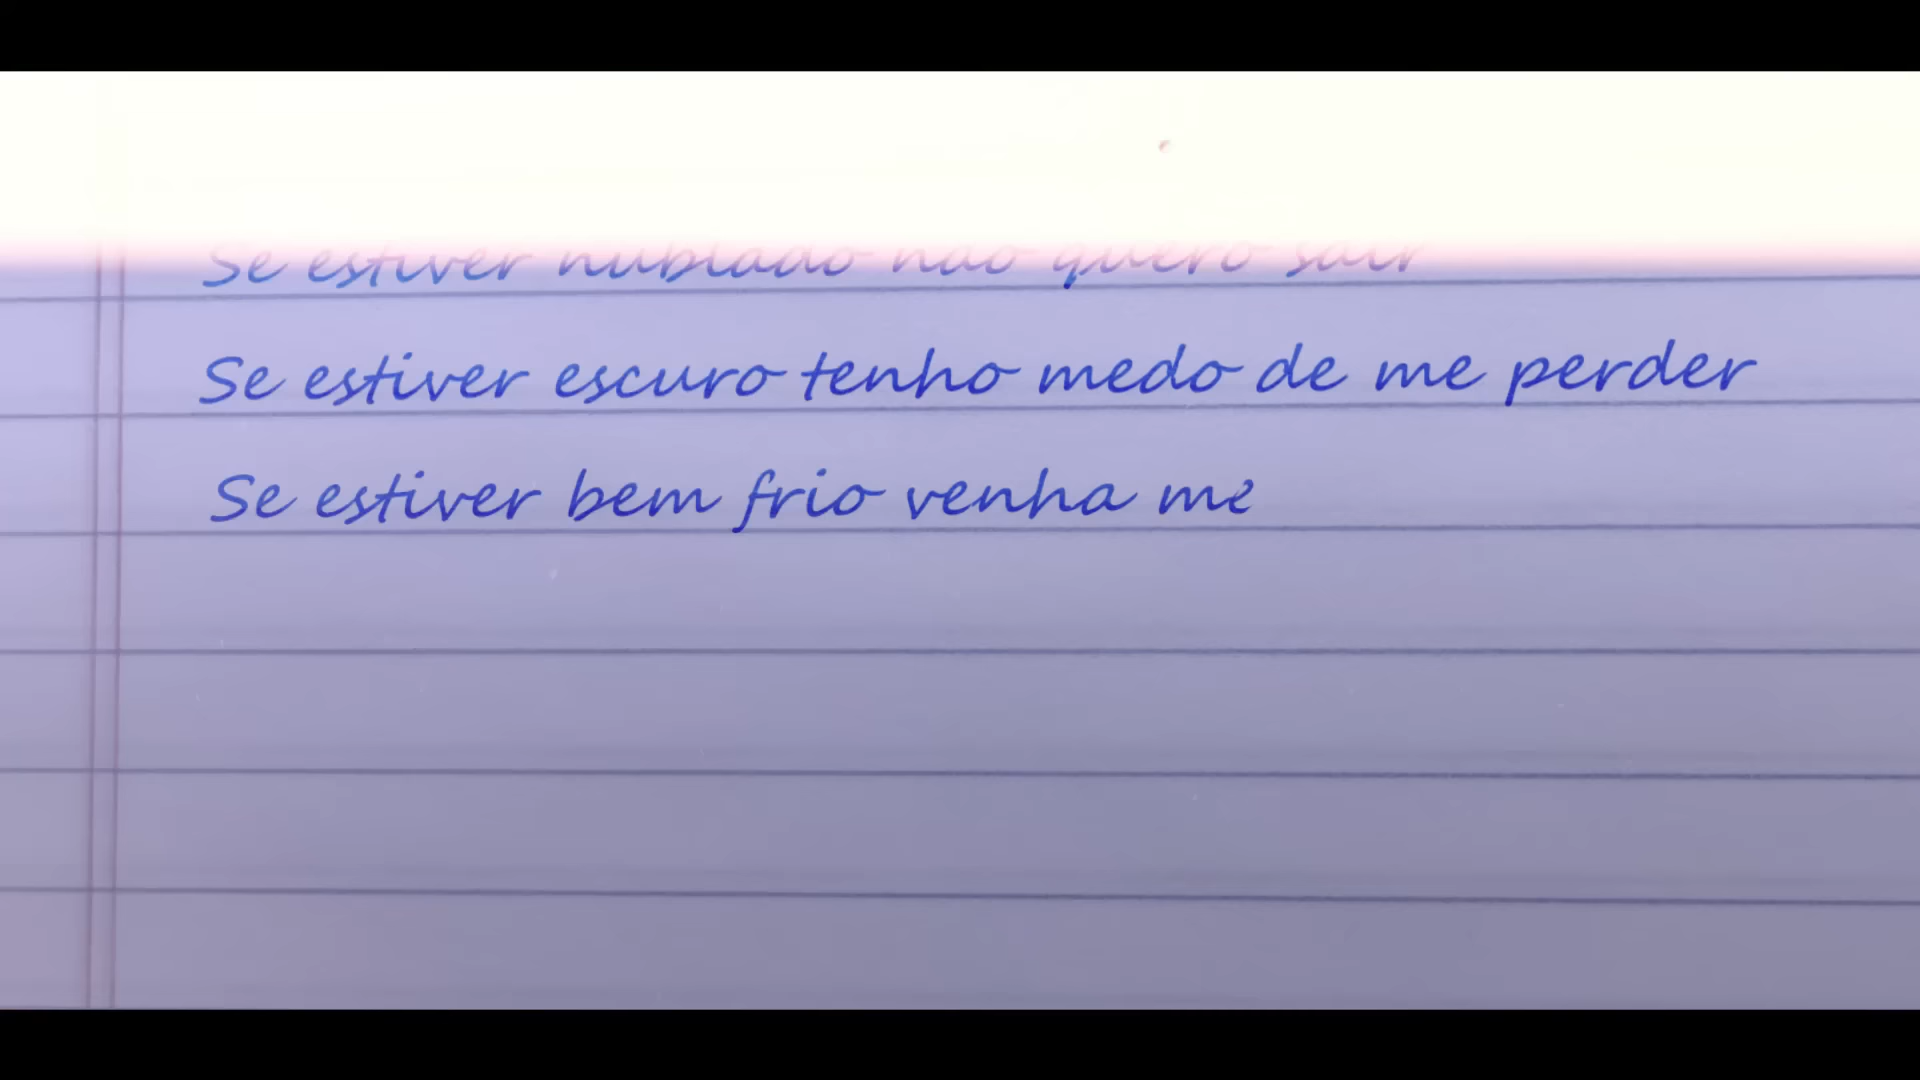 Se estiver nublado não quero sair
Se estiver escuro tenho medo de me perder
Se estiver bem frio venha me